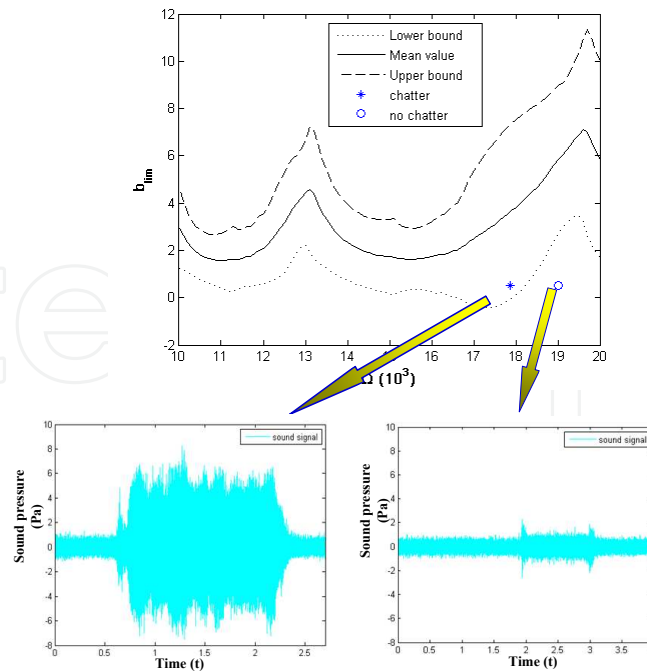 14
12
10
8
6
4
2
0
-2
b lim
Lower bound
Mean value
Upper bound
chatter
no chatter
10 11 12 13 14 16 17 18 19 20
Ω (10³)
10
8
6
4
2
0
-2
-4
-6
-8
Sound pressure
(Pa)
sound signal
0 0.5 1 1.5 2 2.5
Time (t)
10
8
6
4
2
0
-2
-4
-6
-8
Sound pressure
(Pa)
sound signal
0 0.5 1 1.5 2 2.5 3 3.5
Time (t)